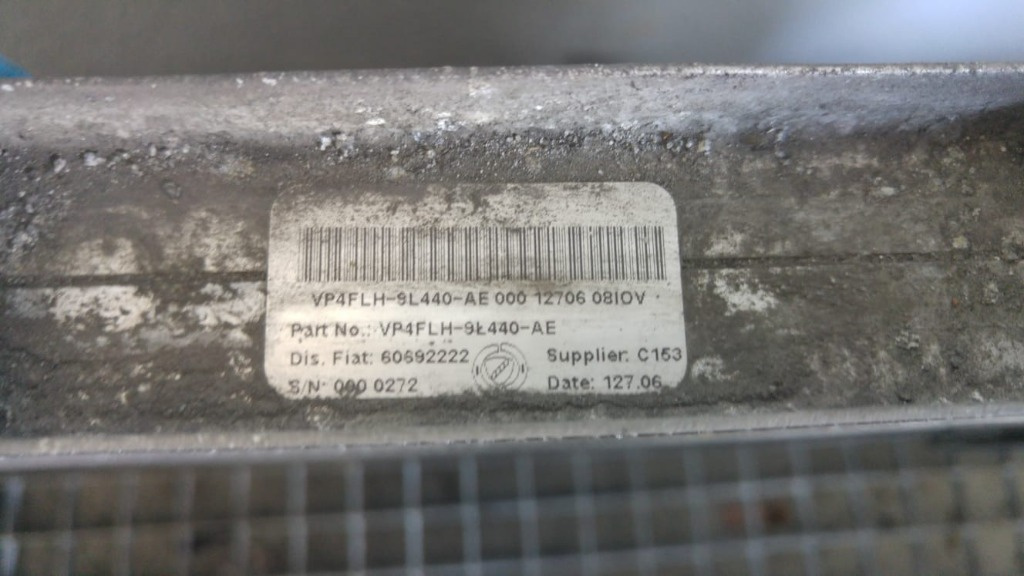 VP4FLH-9L440-AE 000 12706 08IOV
Part No.: VP4FLH-9L440-AE
Dis. Fiat: 60692222 Supplier: C153
S/N: 000 0272 Date: 127.06